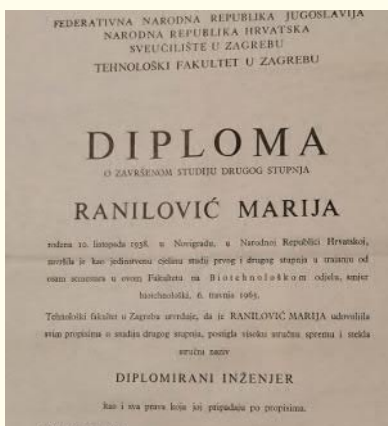 FEDERATIVNA NARODNA REPUBLIKA JUGOSLAVIJA
NARODNA REPUBLIKA HRVATSKA
SVEUČILIŠTE U ZAGREBU
TEHNOLOŠKI FAKULTET U ZAGREBU
DIPLOMA
O ZAVRŠENOM STUDIJU DRUGOG STUPNJA
RANILOVIĆ MARIJA
rođena 10. listopada 1938. u Novigradu, u Narodnoj Republici Hrvatskoj,
završila je kao jedinstvenu cjelinu studij prvog i drugog stupnja u trajanju od
osam semestara u ovom Fakultetu na Biotehnološkom odjelu, smjer
biotehnološki, 6. travnja 1963.
Tehnološki fakultet u Zagrebu utvrđuje, da je RANILOVIĆ MARIJA udovoljila
svim propisima o studiju drugog stupnja, postigla visoku stručnu spremu i stekla
stručni naziv
DIPLOMIRANI INŽENJER
kao i sva prava koja joj pripadaju po propisima.